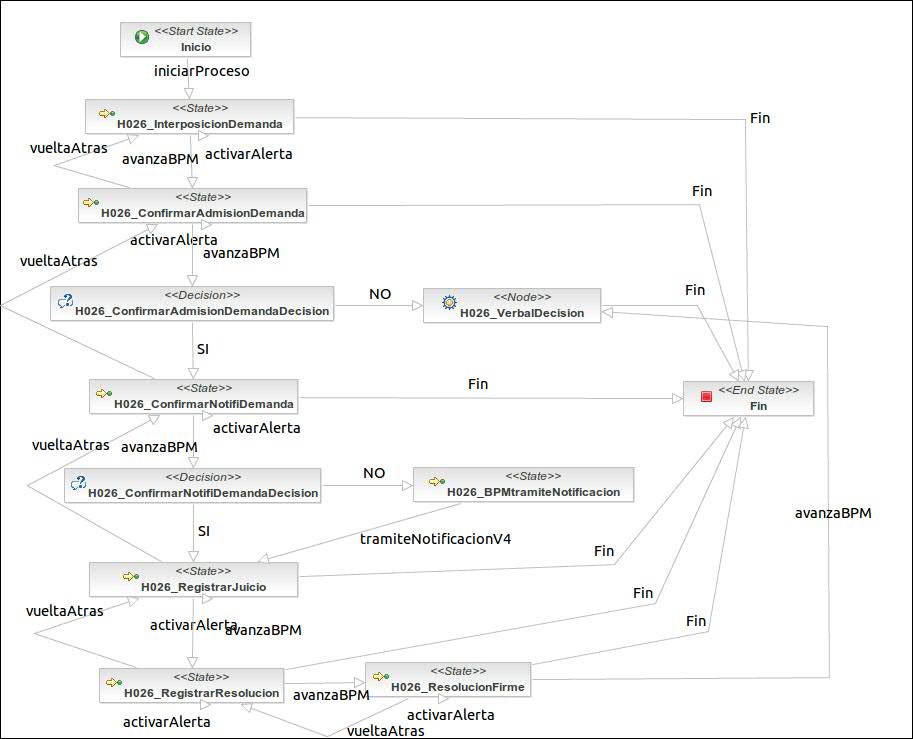 <<Start State>>
Inicio
iniciarProceso
<<State>>
H026_InterposicionDemanda
Fin
vueltaAtras
avanzaBPM
activarAlerta
<<State>>
H026_ConfirmarAdmisionDemanda
Fin
activarAlerta
avanzaBPM
vueltaAtras
<<Decision>>
H026_ConfirmarAdmisionDemandaDecision
NO
<<Node>>
H026_VerbalDecision
Fin
SI
<<State>>
H026_ConfirmarNotifiDemanda
Fin
<<End State>>
Fin
activarAlerta
vueltaAtras
avanzaBPM
<<Decision>>
H026_ConfirmarNotifiDemandaDecision
NO
<<State>>
H026_BPMtramiteNotificacion
avanzaBPM
SI
tramiteNotificacionV4
Fin
<<State>>
H026_RegistrarJuicio
Fin
vueltaAtras
activarAlerta
avanzaBPM
Fin
<<State>>
H026_RegistrarResolucion
avanzaBPM
<<State>>
H026_ResolucionFirme
activarAlerta
activarAlerta
vueltaAtras